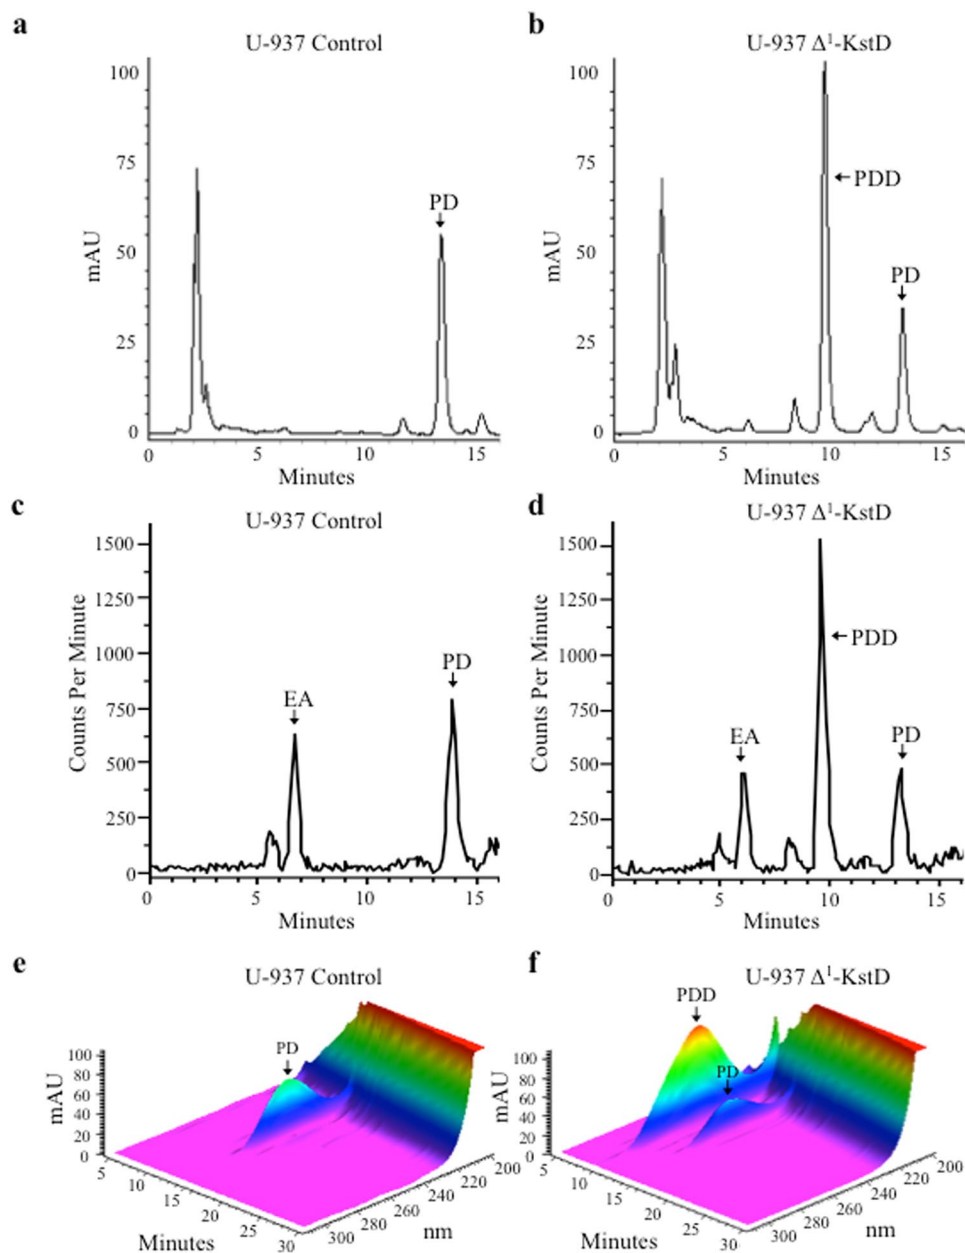 a
U-937 Control
100
75
50
25
0
mAU
PD
0
5
10
15
Minutes
b
U-937 Δ¹-KstD
100
75
50
25
0
mAU
PDD
PD
0
5
10
15
Minutes
c
U-937 Control
1500
1250
1000
750
500
250
0
Counts Per Minute
EA
PD
0
5
10
15
Minutes
d
U-937 Δ¹-KstD
1500
1250
1000
750
500
250
0
Counts Per Minute
EA
PDD
PD
0
5
10
15
Minutes
e
U-937 Control
PD
100
80
60
40
20
0
mAU
5
10
15
20
25
30
Minutes
300
280
260
240
220
200
nm
f
U-937 Δ¹-KstD
PDD
PD
100
80
60
40
20
0
mAU
5
10
15
20
25
30
Minutes
300
280
260
240
220
200
nm